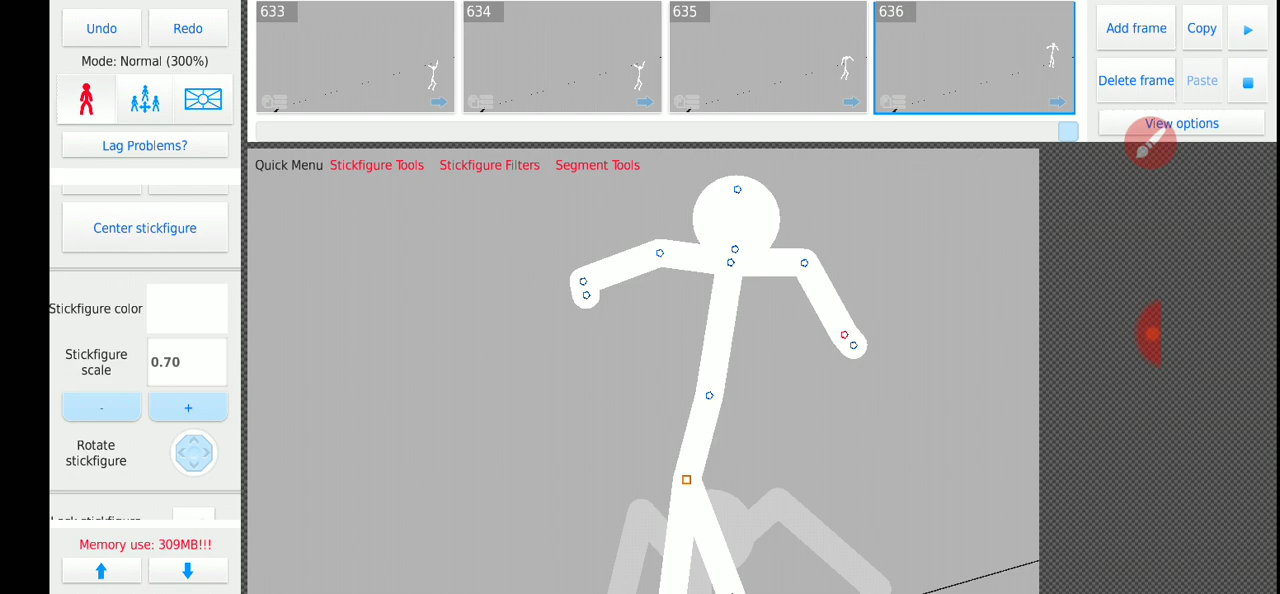 Undo
Redo
Mode: Normal (300%)
Lag Problems?
Center stickfigure
Stickfigure color
Stickfigure
scale
0.70
-
+
Rotate
stickfigure
Memory use: 309MB!!!
633
634
635
636
Add frame
Copy
Delete frame
Paste
View options
Quick Menu
Stickfigure Tools
Stickfigure Filters
Segment Tools